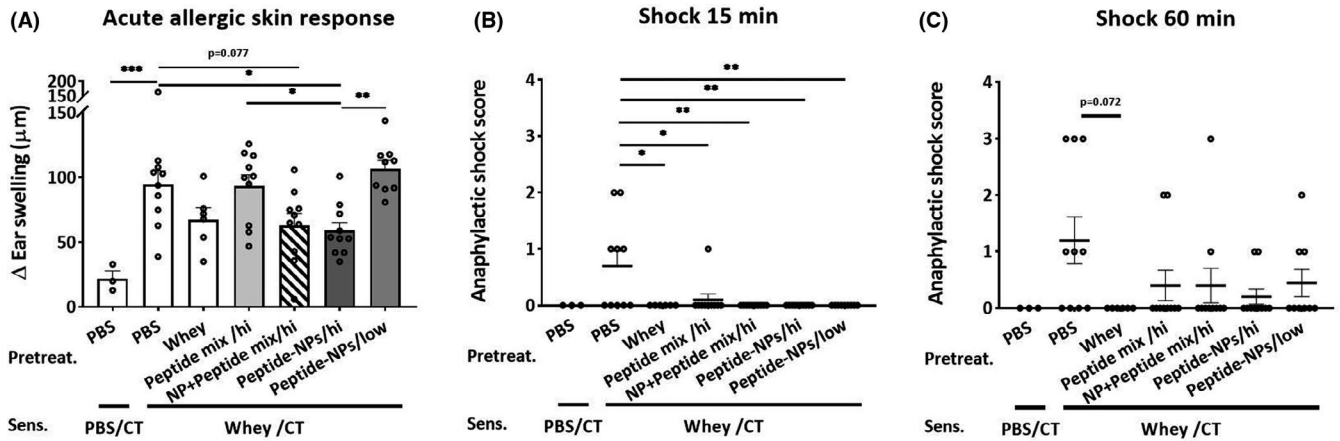 (A) Acute allergic skin response
Δ Ear swelling (μm)
200
150
150
100
50
0
***
p=0.077
*
*
**
Pretreat.
PBS
PBS
Whey
Peptide mix /hi
NP+Peptide mix/hi
Peptide-NPs/hi
Peptide-NPs/low
Sens.
PBS/CT
Whey /CT
(B) Shock 15 min
Anaphylactic shock score
4
3
2
1
0
**
**
**
*
*
Pretreat.
PBS
PBS
Whey
Peptide mix /hi
NP+Peptide mix/hi
Peptide-NPs/hi
Peptide-NPs/low
Sens.
PBS/CT
Whey /CT
(C) Shock 60 min
Anaphylactic shock score
4
3
2
1
0
p=0.072
Pretreat.
PBS
PBS
Whey
Peptide mix /hi
NP+Peptide mix/hi
Peptide-NPs/hi
Peptide-NPs/low
Sens.
PBS/CT
Whey /CT